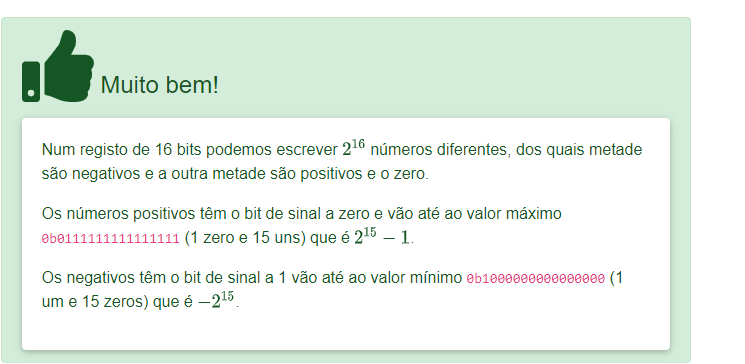 Muito bem!
Num registo de 16 bits podemos escrever 2^16 números diferentes, dos quais metade
são negativos e a outra metade são positivos e o zero.
Os números positivos têm o bit de sinal a zero e vão até ao valor máximo
0b0111111111111111 (1 zero e 15 uns) que é 2^15 − 1.
Os negativos têm o bit de sinal a 1 vão até ao valor mínimo 0b1000000000000000 (1
um e 15 zeros) que é −2^15.